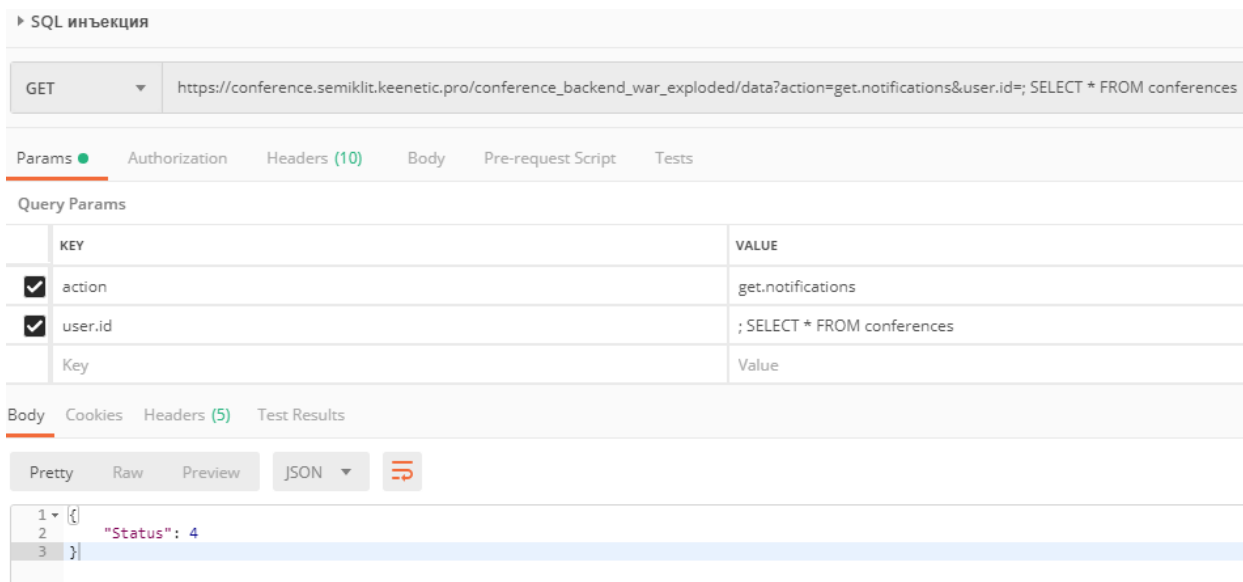 SQL инъекция
GET https://conference.semiklit.keenetic.pro/conference_backend_war_exploded/data?action=get.notifications&user.id=; SELECT * FROM conferences
Params Authorization Headers (10) Body Pre-request Script Tests
Query Params
KEY VALUE
action get.notifications
user.id ; SELECT * FROM conferences
Key Value
Body Cookies Headers (5) Test Results
Pretty Raw Preview JSON
1 {
2 "Status": 4
3 }